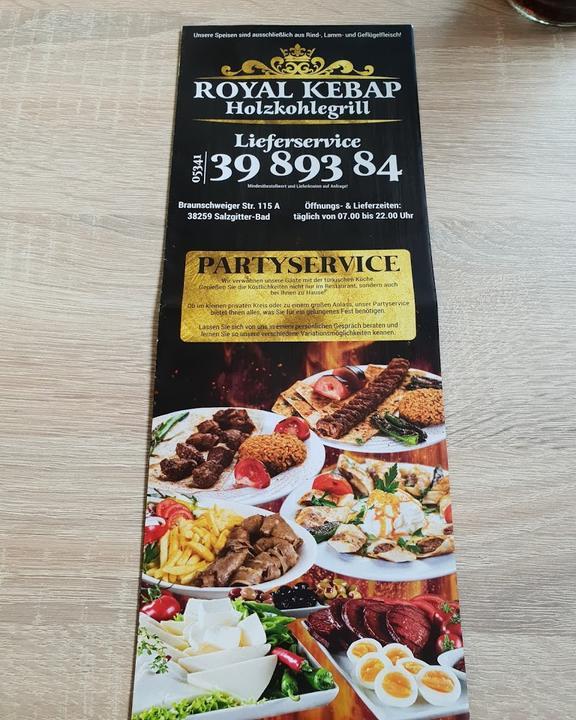 Unsere Speisen sind ausschließlich aus Rind-, Lamm- und Geflügelfleisch!
ROYAL KEBAP
Holzkohlegrill
Lieferservice
05341
39 893 84
Mindestbestellwert und Lieferkosten auf Anfrage!
Braunschweiger Str. 115 A
38259 Salzgitter-Bad
Öffnungs- & Lieferzeiten:
täglich von 07.00 bis 22.00 Uhr
PARTYSERVICE
Wir verwöhnen unsere Gäste mit der türkischen Küche.
Genießen Sie die Köstlichkeiten nicht nur im Restaurant, sondern auch
bei Ihnen zu Hause!
Ob im kleinen privaten Kreis oder zu einem großen Anlass, unser Partyservice
bietet Ihnen alles, was Sie für ein gelungenes Fest benötigen.
Lassen Sie sich von uns in einem persönlichen Gespräch beraten und
lernen Sie so unsere verschiedene Variationsmöglichkeiten kennen.